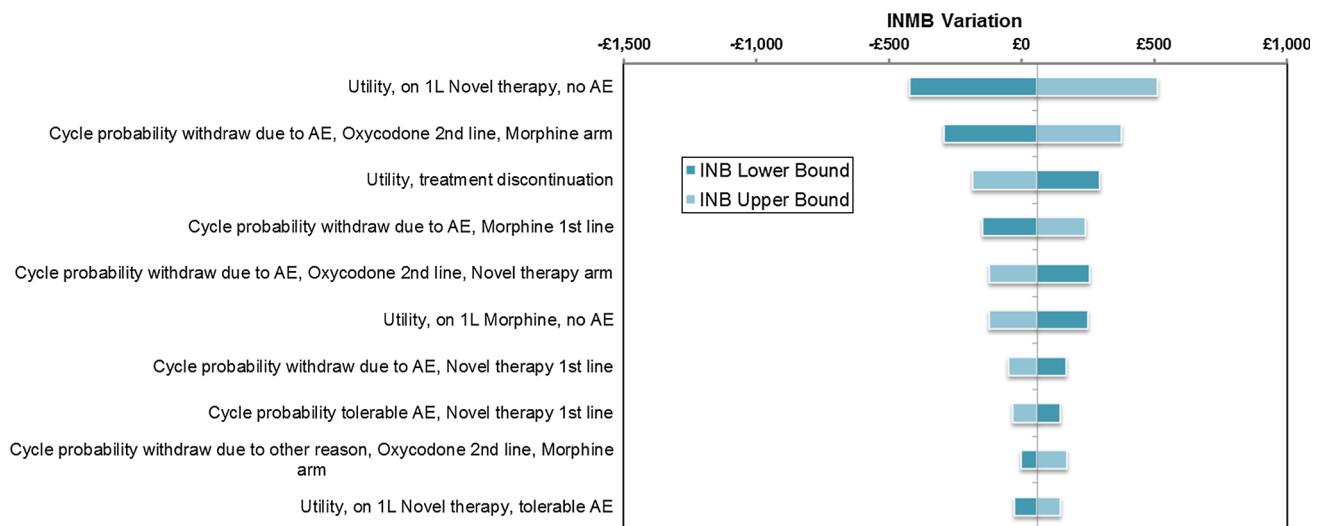 INMB Variation
-£1,500 -£1,000 -£500 £0 £500 £1,000
Utility, on 1L Novel therapy, no AE
Cycle probability withdraw due to AE, Oxycodone 2nd line, Morphine arm
Utility, treatment discontinuation
Cycle probability withdraw due to AE, Morphine 1st line
Cycle probability withdraw due to AE, Oxycodone 2nd line, Novel therapy arm
Utility, on 1L Morphine, no AE
Cycle probability withdraw due to AE, Novel therapy 1st line
Cycle probability tolerable AE, Novel therapy 1st line
Cycle probability withdraw due to other reason, Oxycodone 2nd line, Morphine
arm
Utility, on 1L Novel therapy, tolerable AE
INB Lower Bound
INB Upper Bound